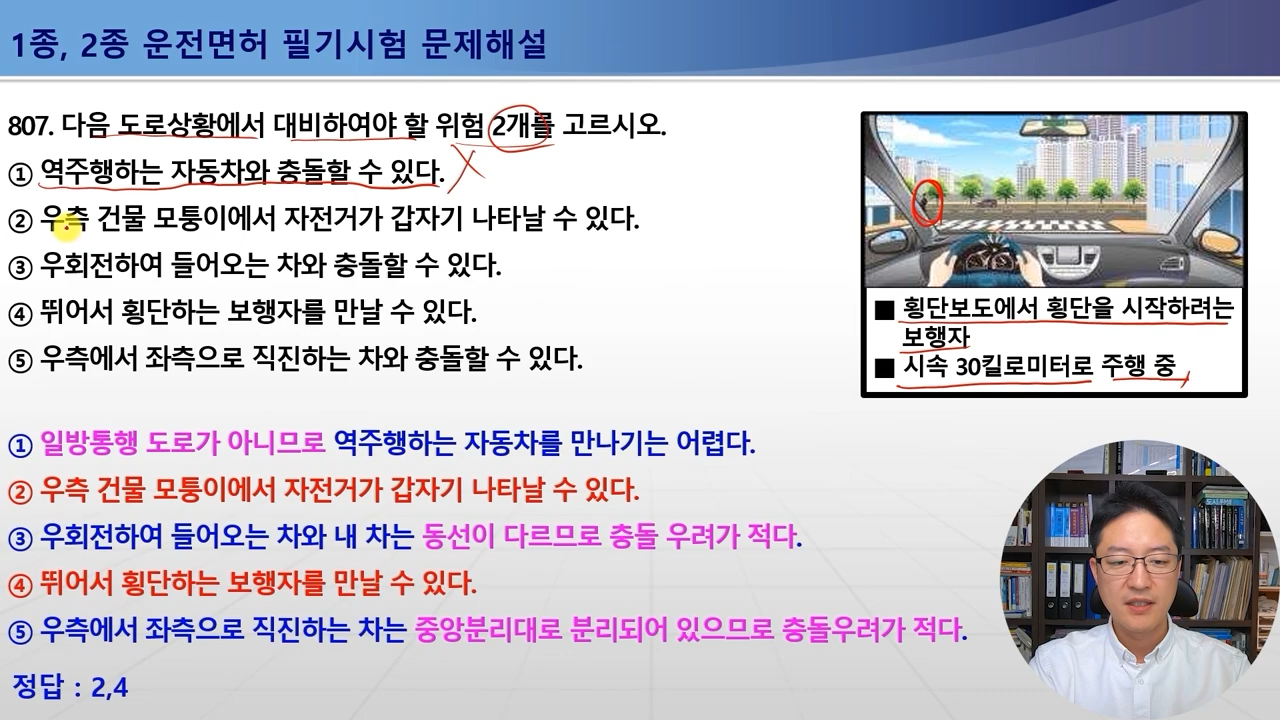 1종, 2종 운전면허 필기시험 문제해설
807. 다음 도로상황에서 대비하여야 할 위험 2개를 고르시오.
① 역주행하는 자동차와 충돌할 수 있다.
② 우측 건물 모퉁이에서 자전거가 갑자기 나타날 수 있다.
③ 우회전하여 들어오는 차와 충돌할 수 있다.
④ 뛰어서 횡단하는 보행자를 만날 수 있다.
⑤ 우측에서 좌측으로 직진하는 차와 충돌할 수 있다.
■ 횡단보도에서 횡단을 시작하려는
보행자
■ 시속 30킬로미터로 주행 중
① 일방통행 도로가 아니므로 역주행하는 자동차를 만나기는 어렵다.
② 우측 건물 모퉁이에서 자전거가 갑자기 나타날 수 있다.
③ 우회전하여 들어오는 차와 내 차는 동선이 다르므로 충돌 우려가 적다.
④ 뛰어서 횡단하는 보행자를 만날 수 있다.
⑤ 우측에서 좌측으로 직진하는 차는 중앙분리대로 분리되어 있으므로 충돌우려가 적다.
정답 : 2,4